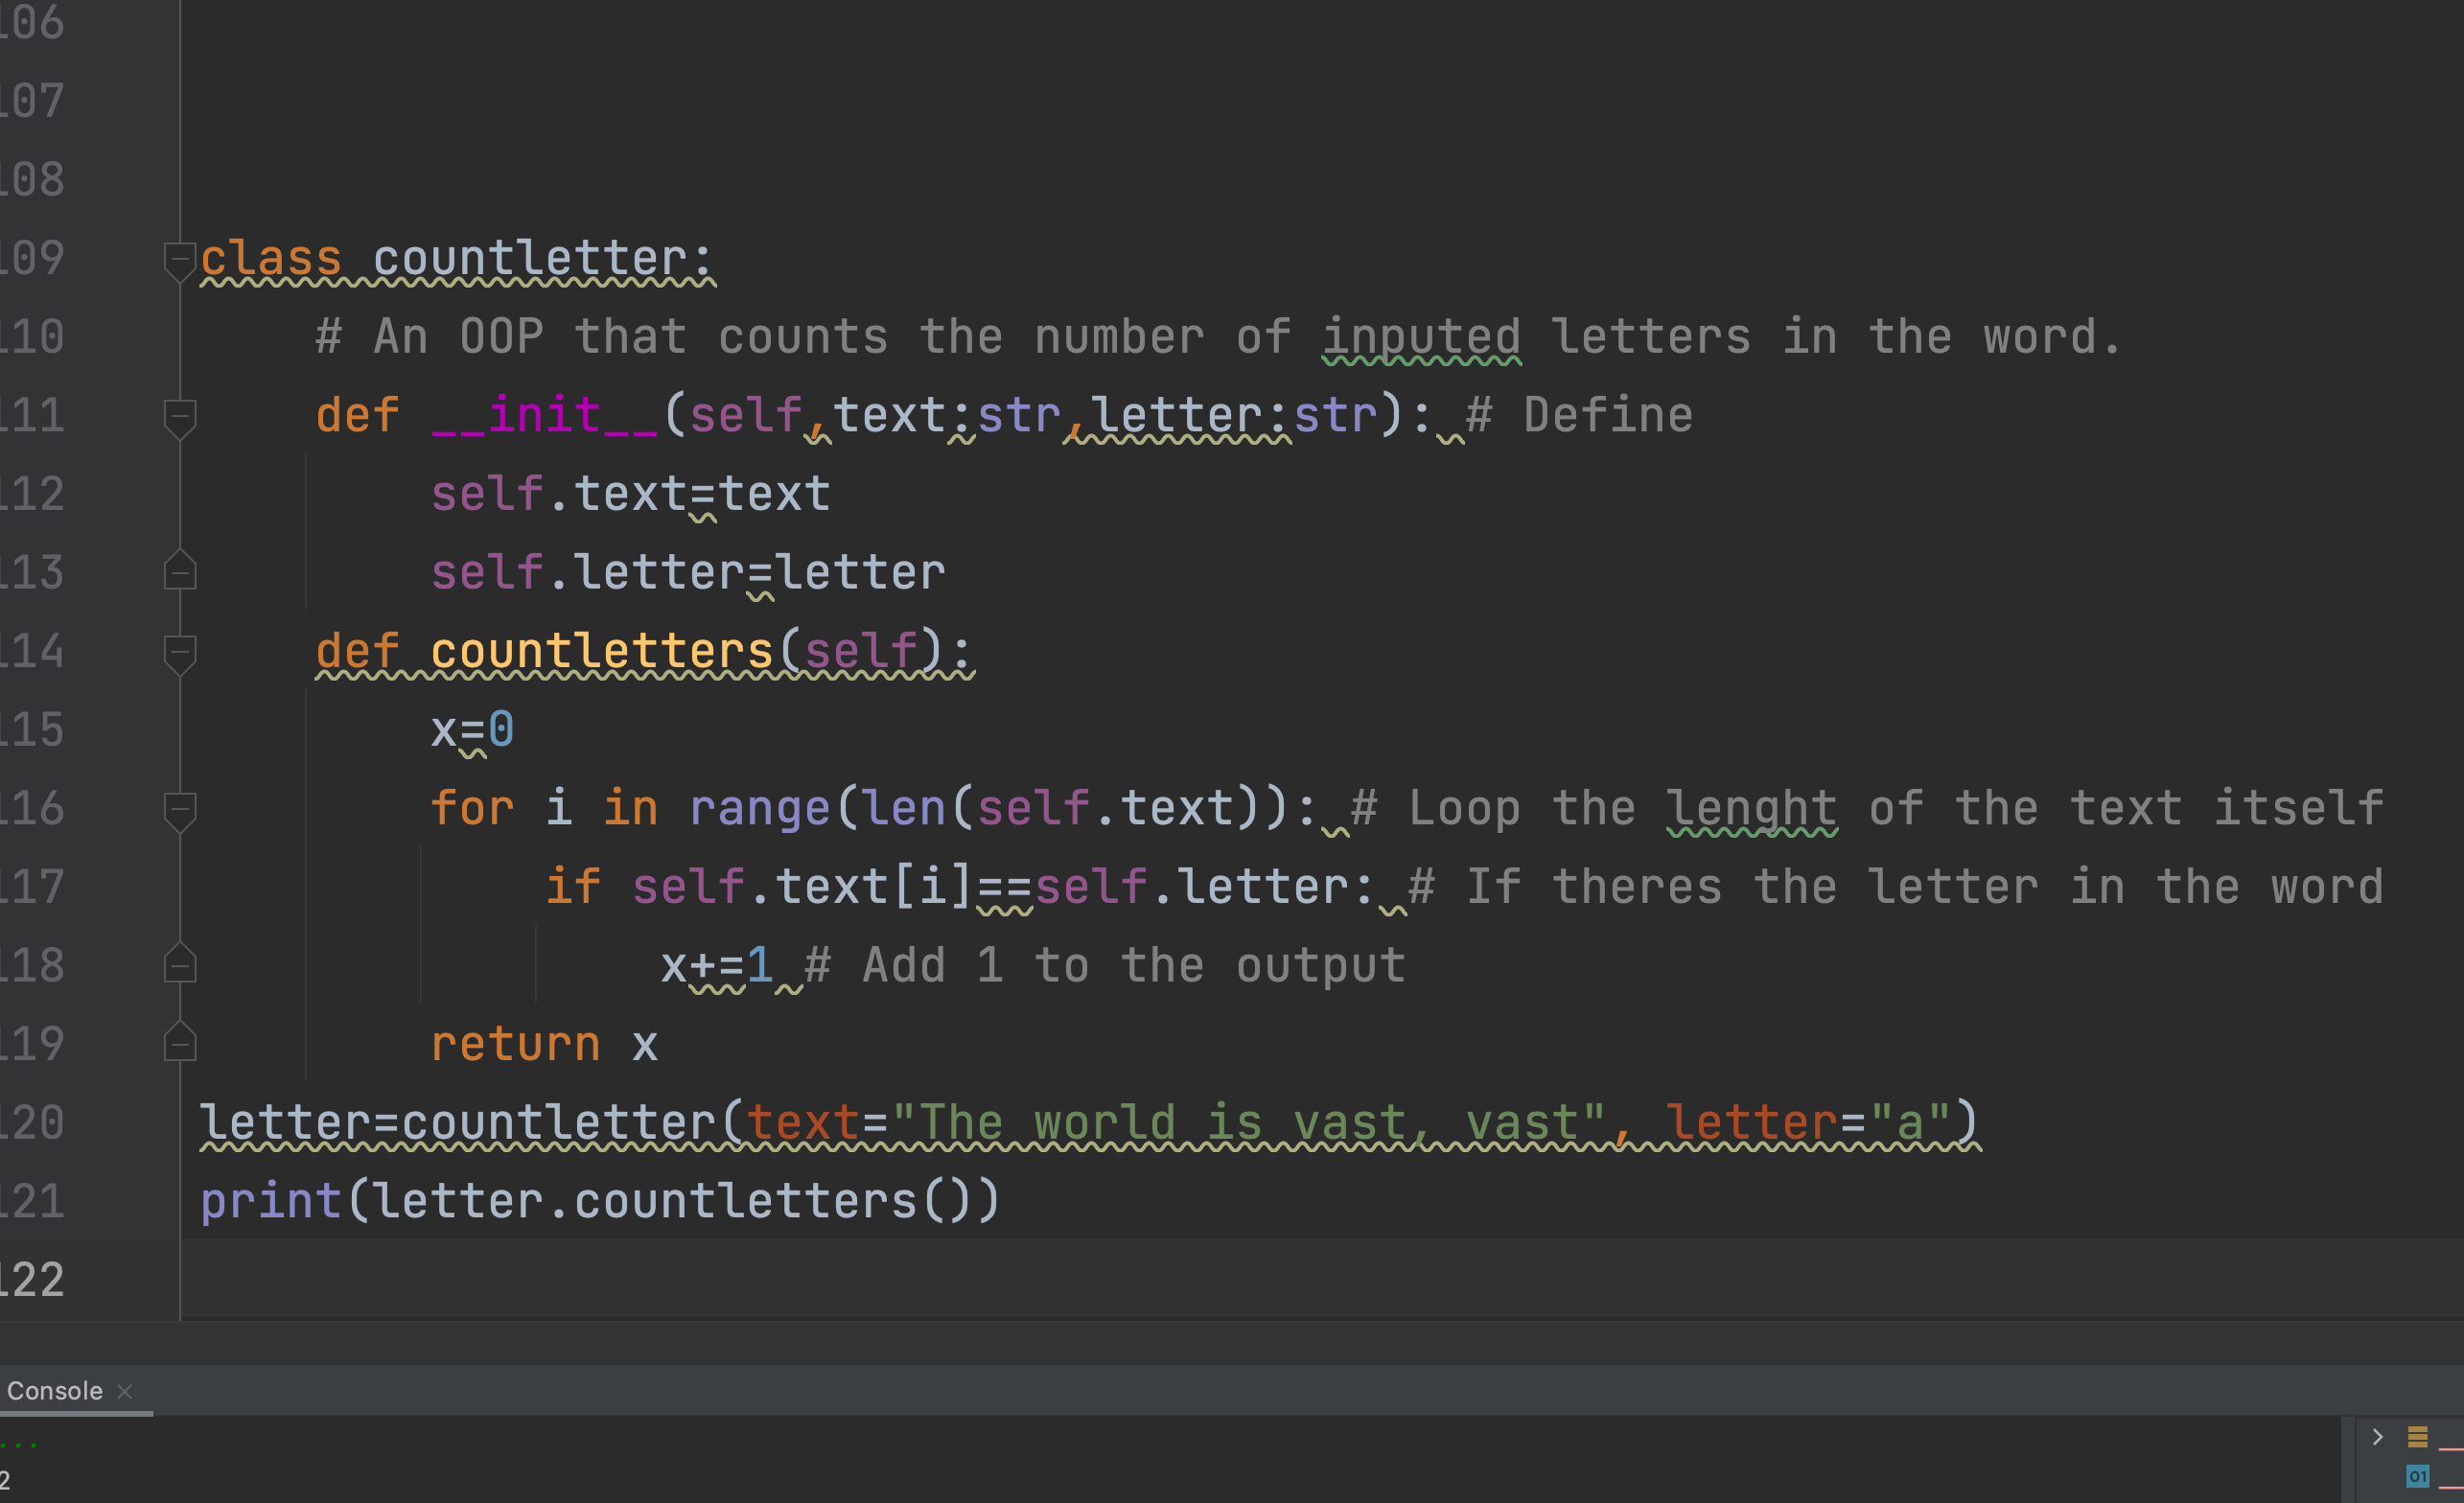 106
107
108
109 class countletter:
110 # An OOP that counts the number of inputed letters in the word.
111 def __init__(self,text:str,letter:str): # Define
112 self.text=text
113 self.letter=letter
114 def countletters(self):
115 x=0
116 for i in range(len(self.text)): # Loop the lenght of the text itself
117 if self.text[i]==self.letter: # If theres the letter in the word
118 x+=1 # Add 1 to the output
119 return x
120 letter=countletter(text="The world is vast, vast", letter="a")
121 print(letter.countletters())
122
Console
...
2
01